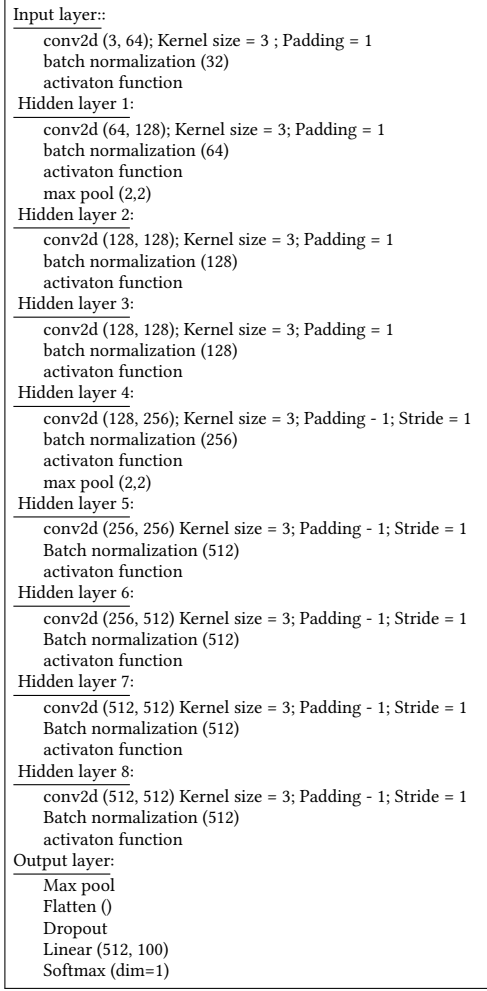 Input layer::
conv2d (3, 64); Kernel size = 3 ; Padding = 1
batch normalization (32)
activaton function
Hidden layer 1:
conv2d (64, 128); Kernel size = 3; Padding = 1
batch normalization (64)
activaton function
max pool (2,2)
Hidden layer 2:
conv2d (128, 128); Kernel size = 3; Padding = 1
batch normalization (128)
activaton function
Hidden layer 3:
conv2d (128, 128); Kernel size = 3; Padding = 1
batch normalization (128)
activaton function
Hidden layer 4:
conv2d (128, 256); Kernel size = 3; Padding - 1; Stride = 1
batch normalization (256)
activaton function
max pool (2,2)
Hidden layer 5:
conv2d (256, 256) Kernel size = 3; Padding - 1; Stride = 1
Batch normalization (512)
activaton function
Hidden layer 6:
conv2d (256, 512) Kernel size = 3; Padding - 1; Stride = 1
Batch normalization (512)
activaton function
Hidden layer 7:
conv2d (512, 512) Kernel size = 3; Padding - 1; Stride = 1
Batch normalization (512)
activaton function
Hidden layer 8:
conv2d (512, 512) Kernel size = 3; Padding - 1; Stride = 1
Batch normalization (512)
activaton function
Output layer:
Max pool
Flatten ()
Dropout
Linear (512, 100)
Softmax (dim=1)